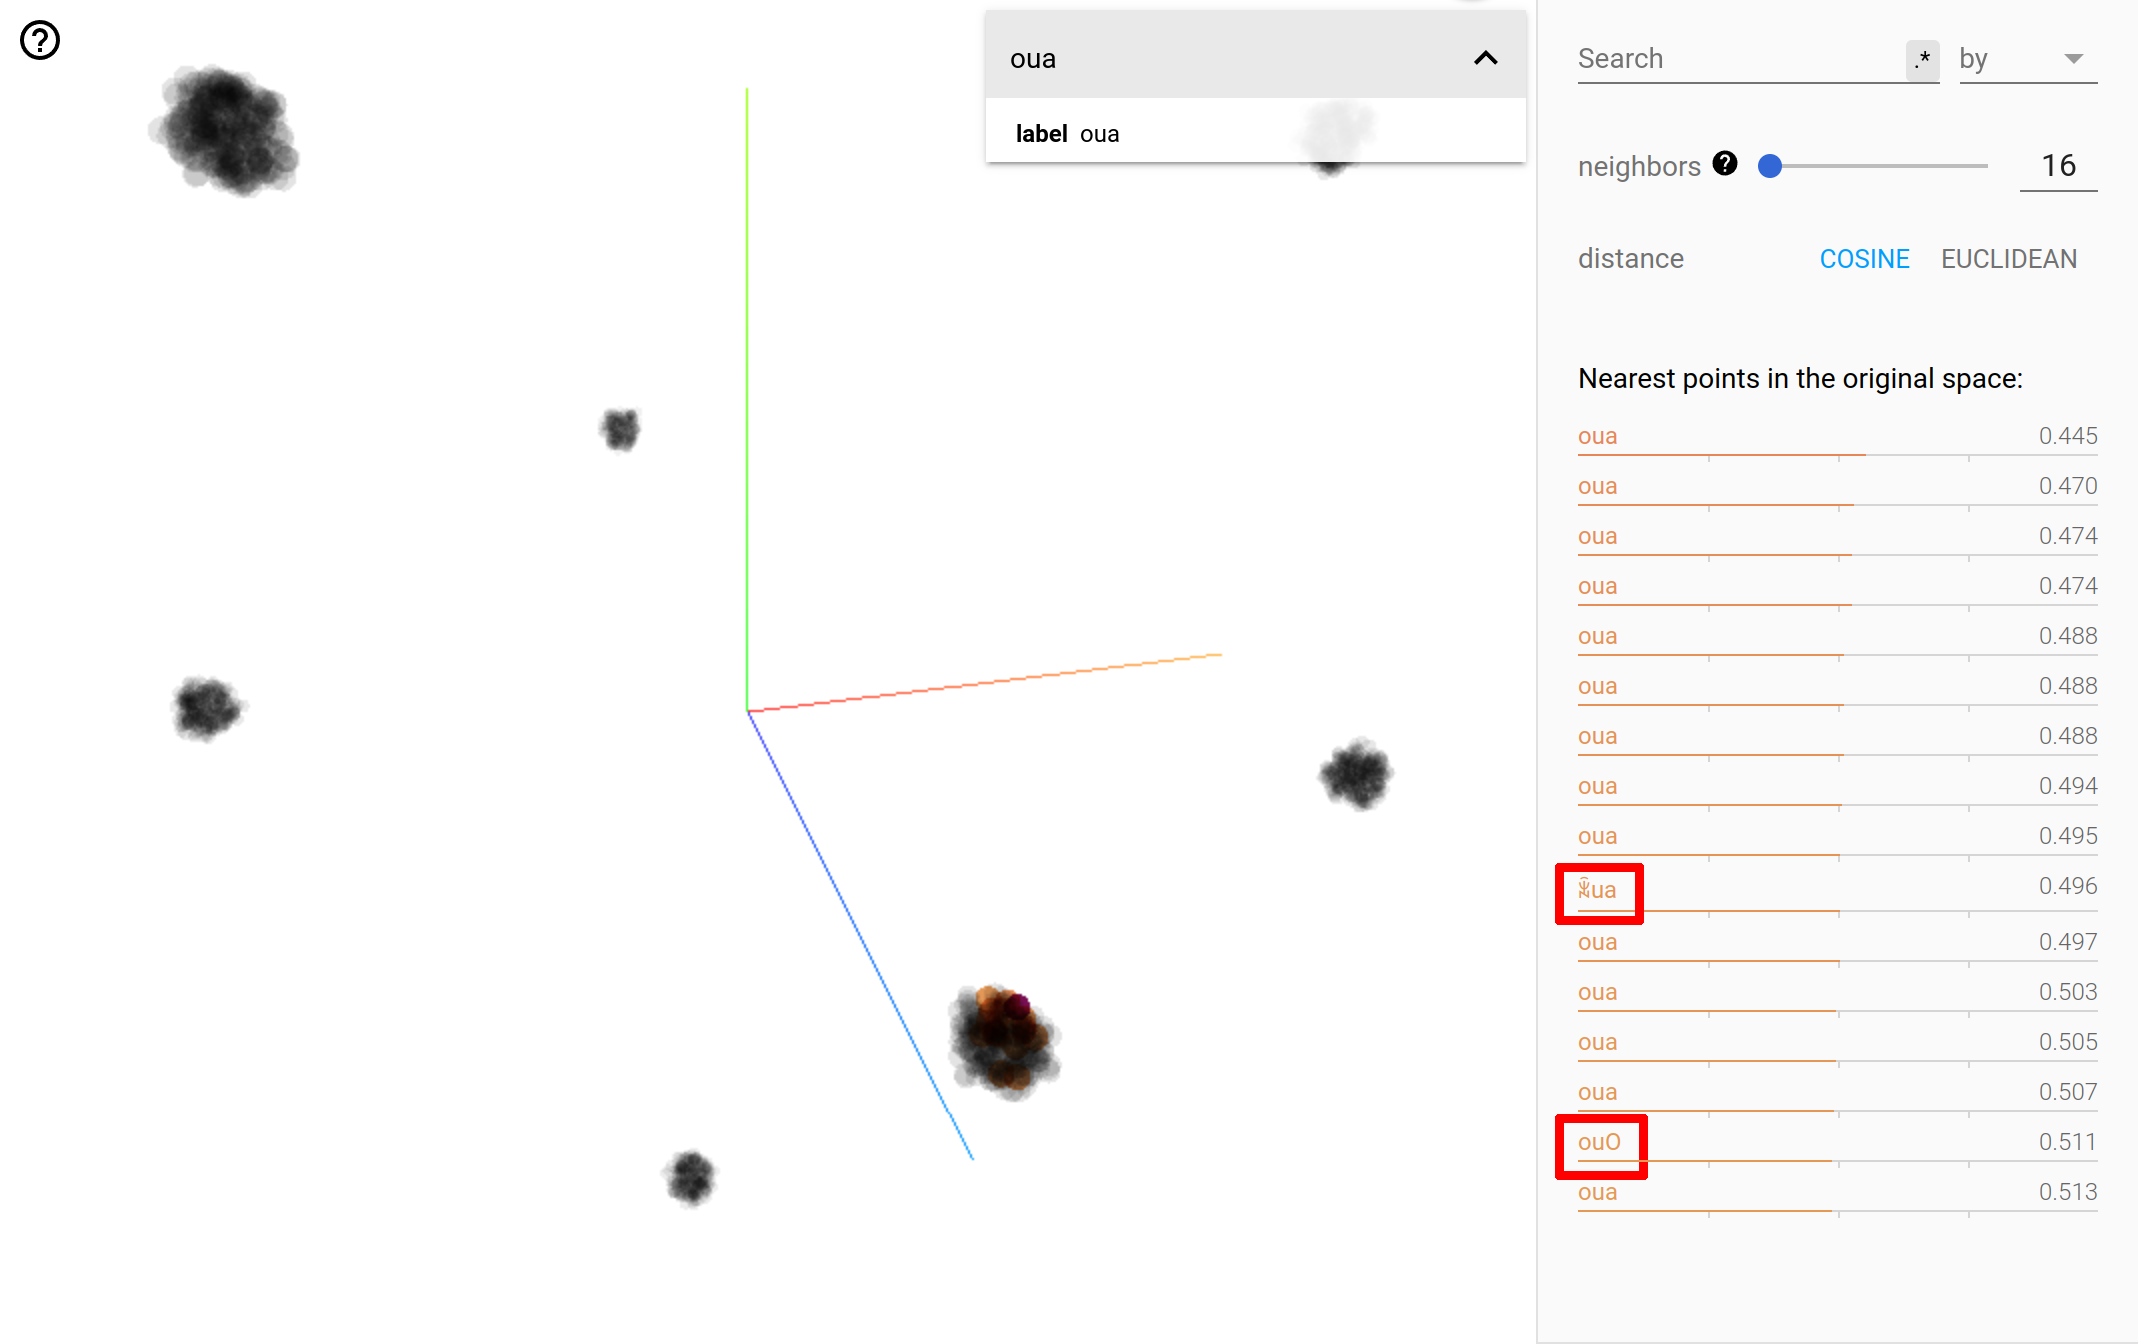 oua
label oua
Search .* by
neighbors ? 16
distance COSINE EUCLIDEAN
Nearest points in the original space:
oua 0.445
oua 0.470
oua 0.474
oua 0.474
oua 0.488
oua 0.488
oua 0.488
oua 0.494
oua 0.495
0.496
oua 0.497
oua 0.503
oua 0.505
oua 0.507
ouO 0.511
oua 0.513